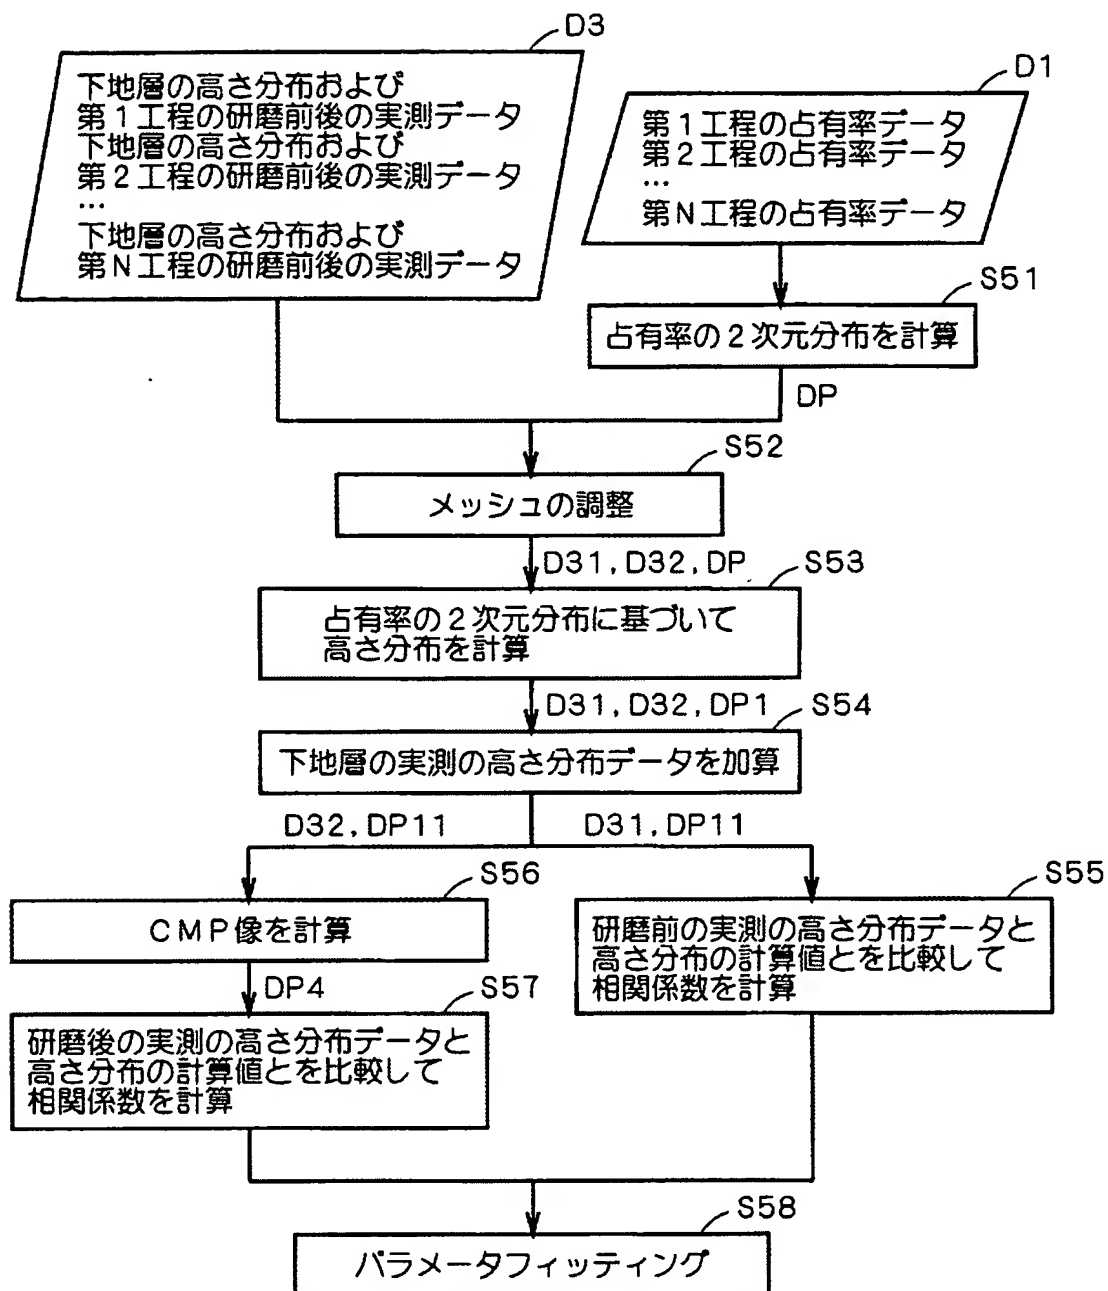 D3
下地層の高さ分布および
第1工程の研磨前後の実測データ
下地層の高さ分布および
第2工程の研磨前後の実測データ
…
下地層の高さ分布および
第N工程の研磨前後の実測データ
D1
第1工程の占有率データ
第2工程の占有率データ
…
第N工程の占有率データ
S51
占有率の2次元分布を計算
DP
S52
メッシュの調整
D31,D32,DP
S53
占有率の2次元分布に基づいて
高さ分布を計算
D31,D32,DP1
S54
下地層の実測の高さ分布データを加算
D32,DP11
D31,DP11
S56
CMP像を計算
S55
研磨前の実測の高さ分布データと
高さ分布の計算値とを比較して
相関係数を計算
DP4
S57
研磨後の実測の高さ分布データと
高さ分布の計算値とを比較して
相関係数を計算
S58
パラメータフィッティング